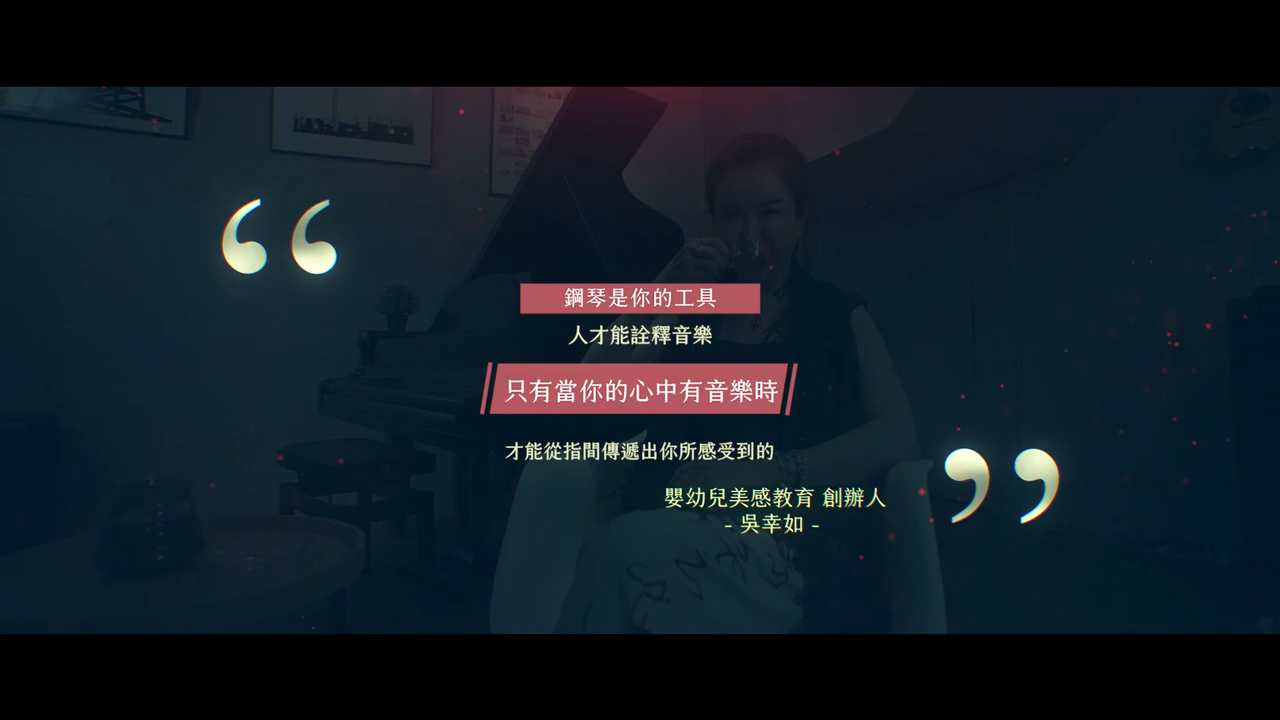 “
鋼琴是你的工具
人才能詮釋音樂
只有當你的心中有音樂時
才能從指間傳遞出你所感受到的
嬰幼兒美感教育 創辦人
- 吳幸如 -
”